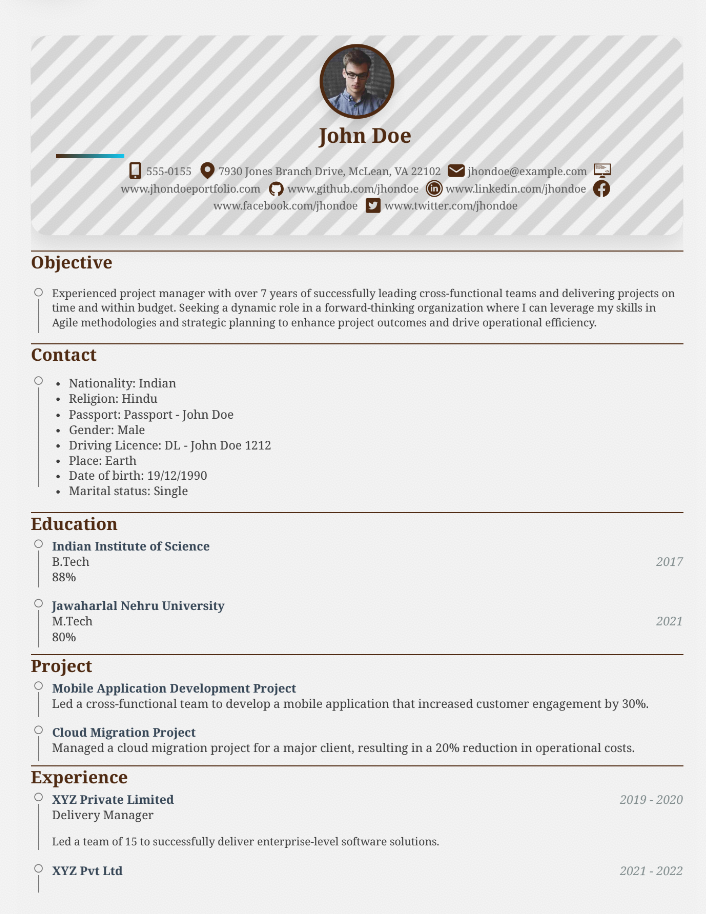 John Doe
555-0155 7930 Jones Branch Drive, McLean, VA 22102 jhondoe@example.com
www.jhondoeportfolio.com www.github.com/jhondoe www.linkedin.com/jhondoe
www.facebook.com/jhondoe www.twitter.com/jhondoe
Objective
Experienced project manager with over 7 years of successfully leading cross-functional teams and delivering projects on
time and within budget. Seeking a dynamic role in a forward-thinking organization where I can leverage my skills in
Agile methodologies and strategic planning to enhance project outcomes and drive operational efficiency.
Contact
• Nationality: Indian
• Religion: Hindu
• Passport: Passport - John Doe
• Gender: Male
• Driving Licence: DL - John Doe 1212
• Place: Earth
• Date of birth: 19/12/1990
• Marital status: Single
Education
Indian Institute of Science
B.Tech 2017
88%
Jawaharlal Nehru University
M.Tech 2021
80%
Project
Mobile Application Development Project
Led a cross-functional team to develop a mobile application that increased customer engagement by 30%.
Cloud Migration Project
Managed a cloud migration project for a major client, resulting in a 20% reduction in operational costs.
Experience
XYZ Private Limited 2019 - 2020
Delivery Manager
Led a team of 15 to successfully deliver enterprise-level software solutions.
XYZ Pvt Ltd 2021 - 2022